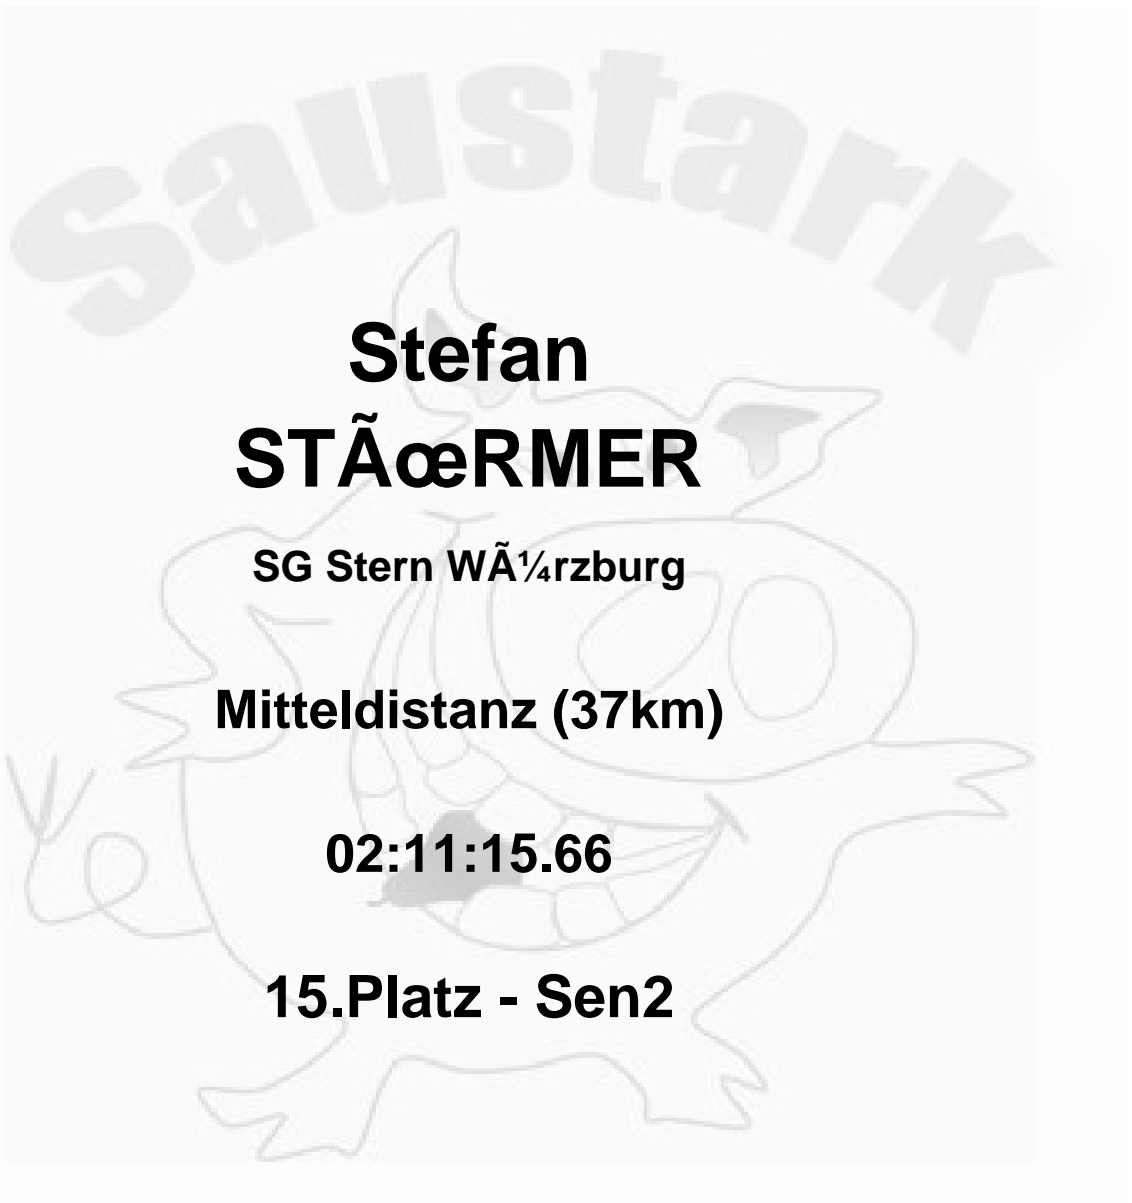 Saustark
Stefan
STÃœRMER
SG Stern WÃ¼rzburg
Mitteldistanz (37km)
02:11:15.66
15.Platz - Sen2